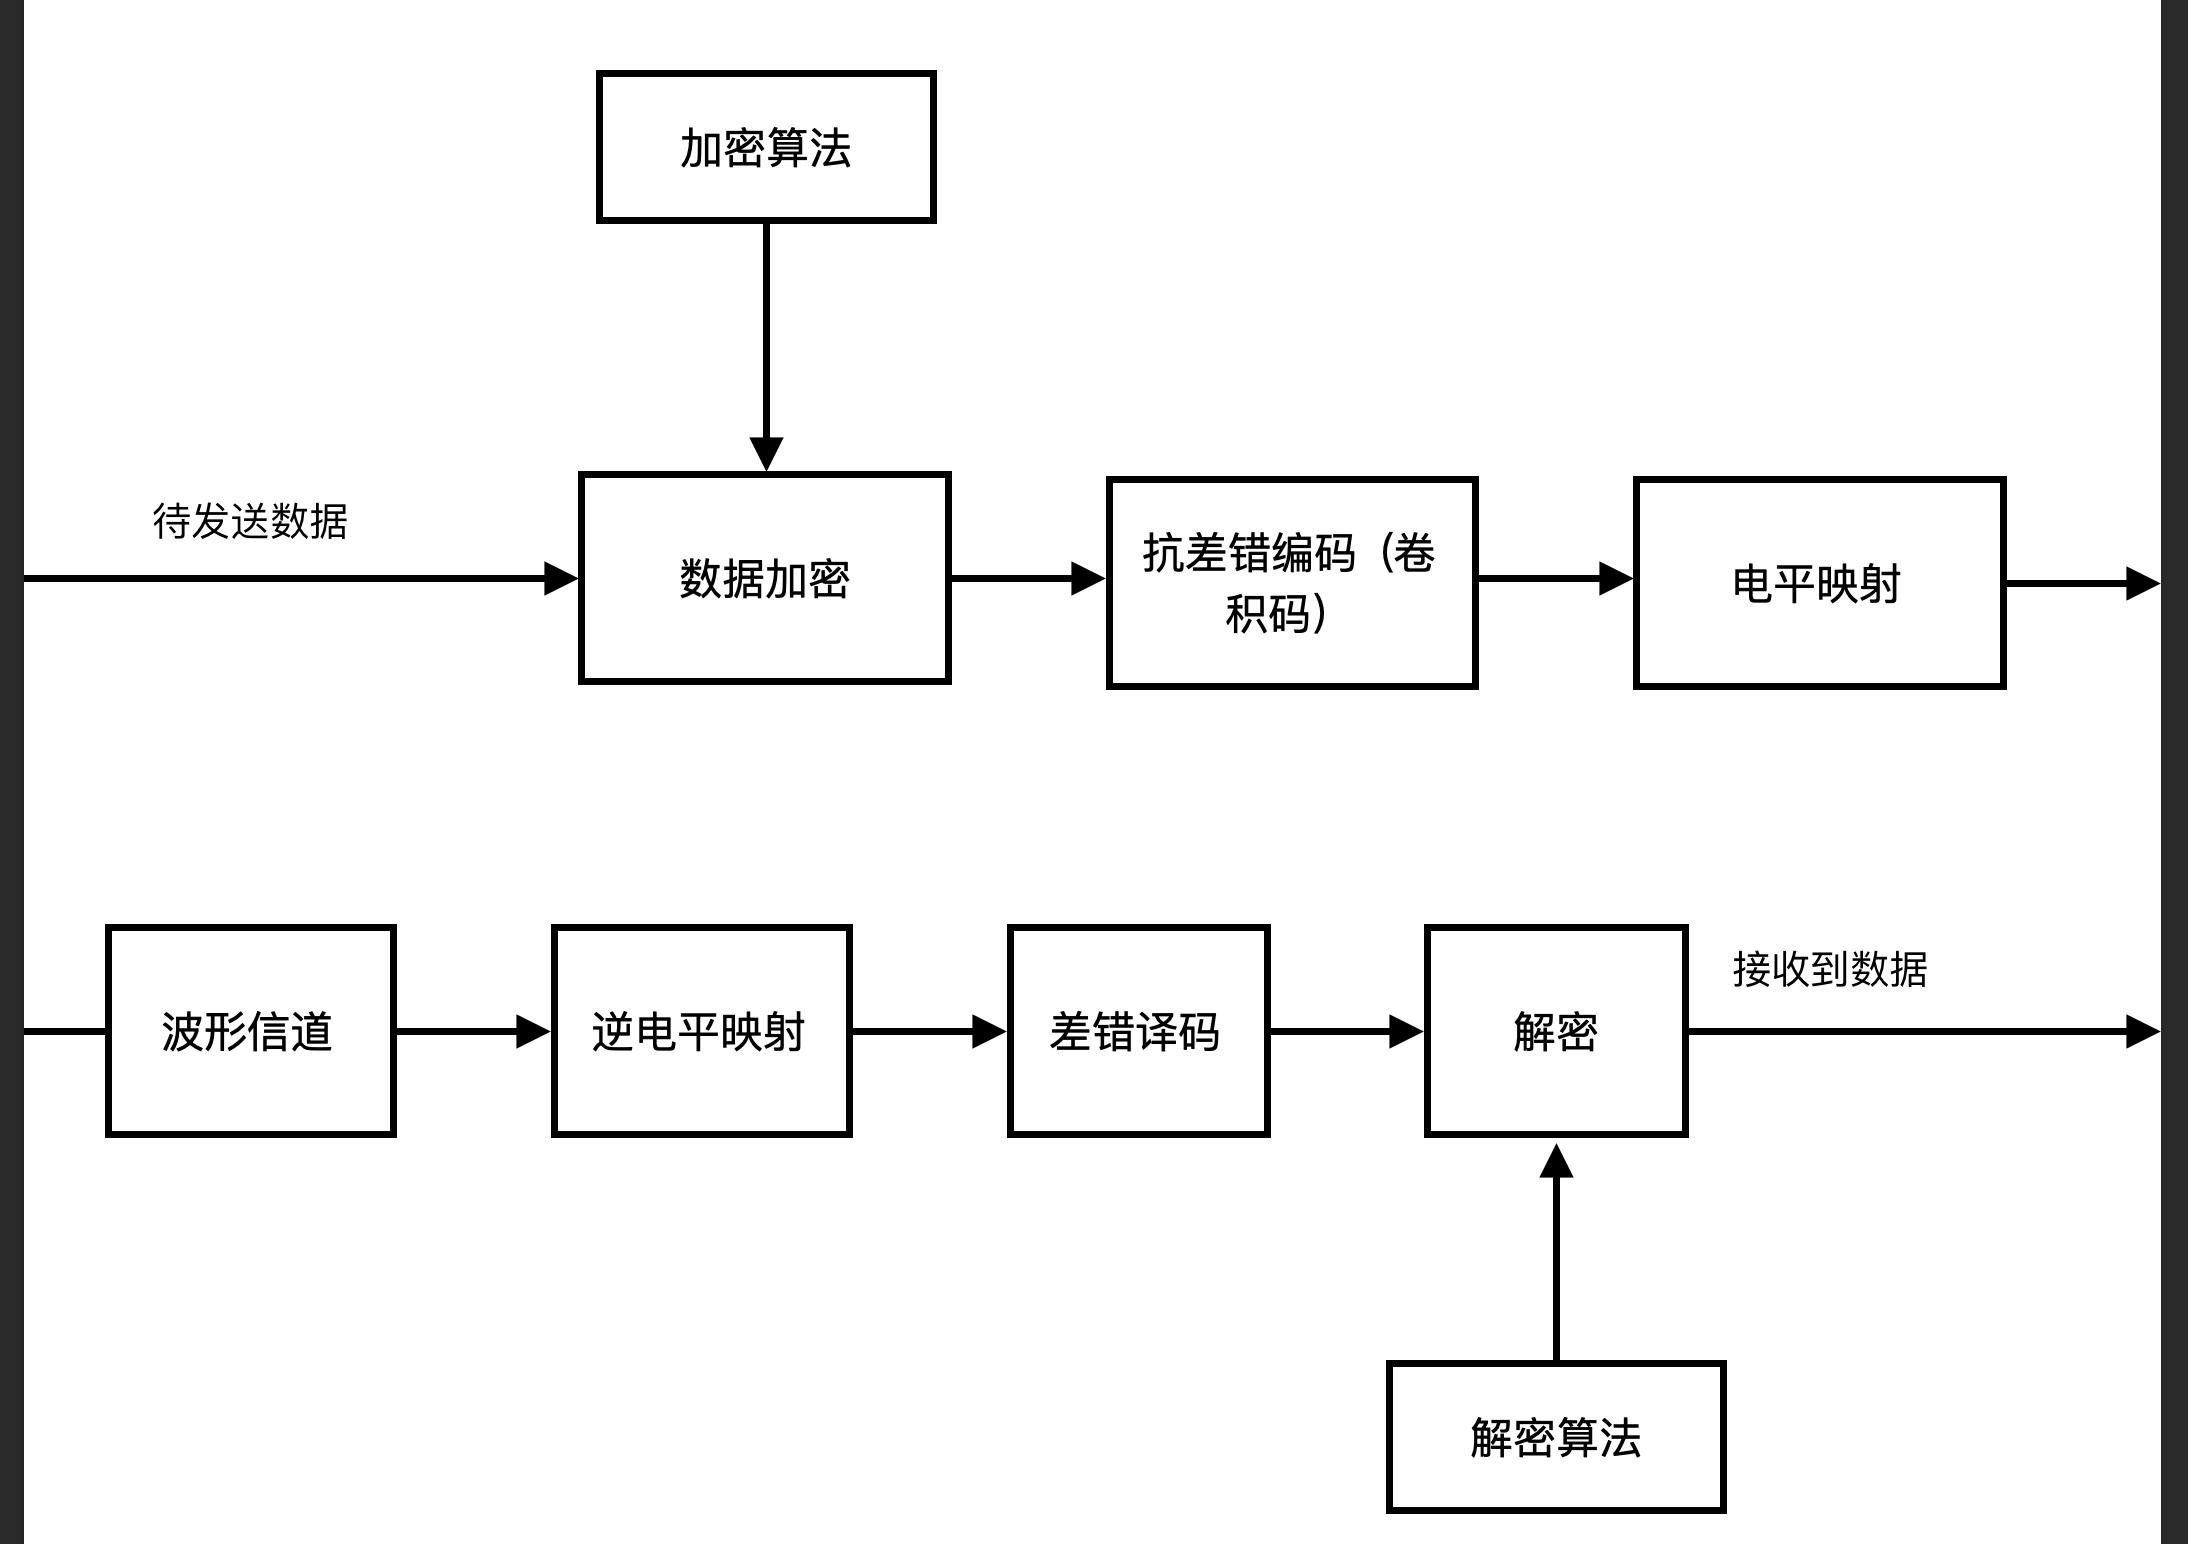 加密算法
待发送数据
数据加密
抗差错编码（卷
积码）
电平映射
波形信道
逆电平映射
差错译码
解密
接收到数据
解密算法